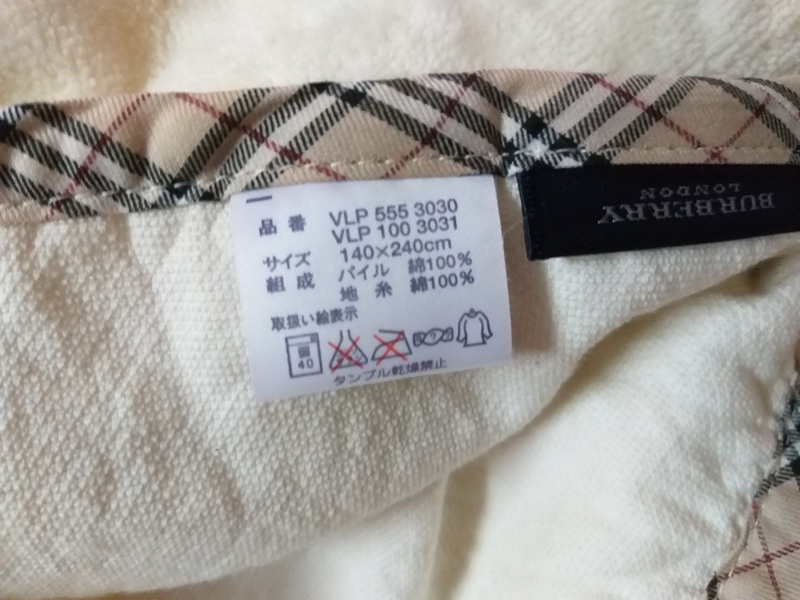 品番 VLP 555 3030
VLP 100 3031
サイズ 140×240cm
組成 パイル 綿100%
地糸 綿100%
取扱い絵表示
40
タンブル乾燥禁止
BURBERRY
LONDON